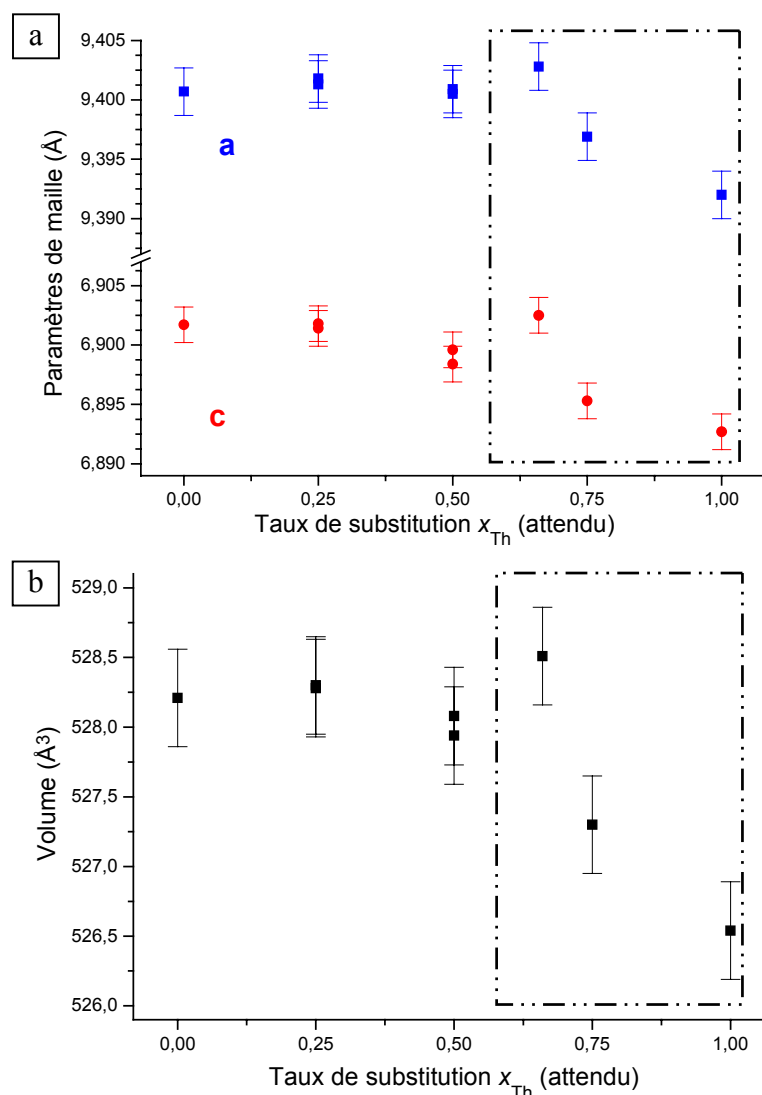 a
9,405
9,400
9,395
9,390
6,905
6,900
6,895
6,890
Paramètres de maille (Å)
a
c
0,00 0,25 0,50 0,75 1,00
Taux de substitution xTh (attendu)
b
529,0
528,5
528,0
527,5
527,0
526,5
526,0
Volume (Å³)
0,00 0,25 0,50 0,75 1,00
Taux de substitution xTh (attendu)